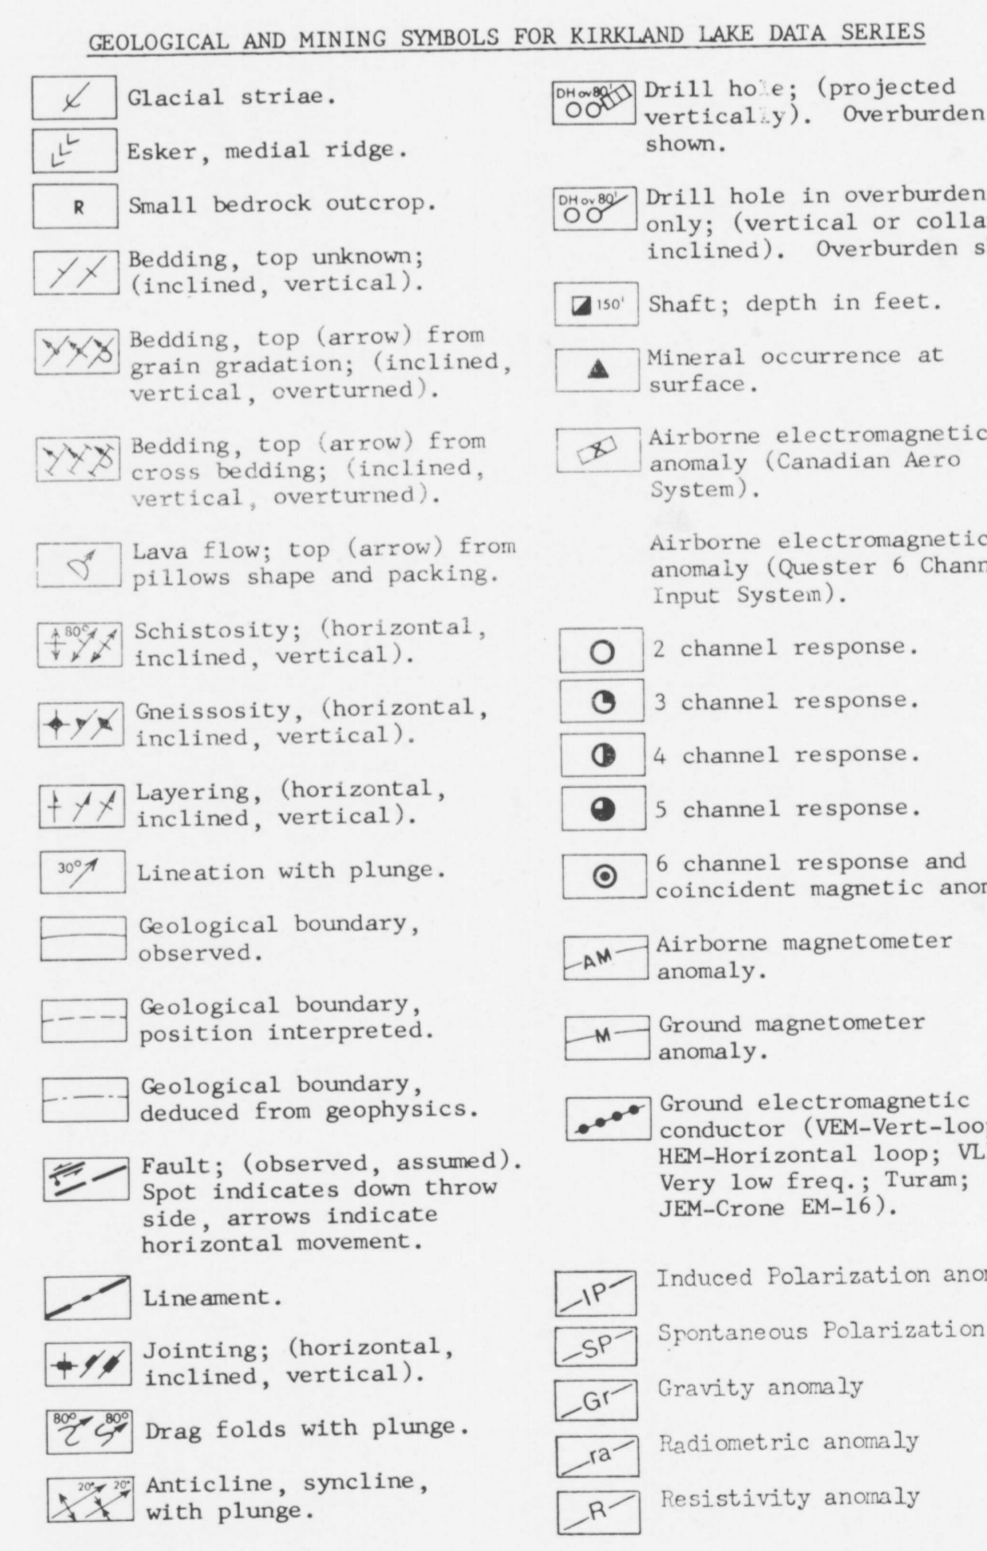 GEOLOGICAL AND MINING SYMBOLS FOR KIRKLAND LAKE DATA SERIES
Glacial striae.
Esker, medial ridge.
R
Small bedrock outcrop.
Bedding, top unknown;
(inclined, vertical).
Bedding, top (arrow) from
grain gradation; (inclined,
vertical, overturned).
Bedding, top (arrow) from
cross bedding; (inclined,
vertical, overturned).
Lava flow; top (arrow) from
pillows shape and packing.
80°
Schistosity; (horizontal,
inclined, vertical).
Gneissosity, (horizontal,
inclined, vertical).
Layering, (horizontal,
inclined, vertical).
30°
Lineation with plunge.
Geological boundary,
observed.
Geological boundary,
position interpreted.
Geological boundary,
deduced from geophysics.
Fault; (observed, assumed).
Spot indicates down throw
side, arrows indicate
horizontal movement.
Lineament.
Jointing; (horizontal,
inclined, vertical).
80° 80°
Drag folds with plunge.
20° 20°
Anticline, syncline,
with plunge.
DH ov 80'
Drill hole; (projected
vertically). Overburden
shown.
DH ov 80'
Drill hole in overburden
only; (vertical or colla
inclined). Overburden s
150'
Shaft; depth in feet.
Mineral occurrence at
surface.
X
Airborne electromagnetic
anomaly (Canadian Aero
System).
Airborne electromagnetic
anomaly (Quester 6 Chann
Input System).
2 channel response.
3 channel response.
4 channel response.
5 channel response.
6 channel response and
coincident magnetic anom
AM
Airborne magnetometer
anomaly.
M
Ground magnetometer
anomaly.
Ground electromagnetic
conductor (VEM-Vert-loop
HEM-Horizontal loop; VL
Very low freq.; Turam;
JEM-Crone EM-16).
IP
Induced Polarization anom
SP
Spontaneous Polarization
Gr
Gravity anomaly
ra
Radiometric anomaly
R
Resistivity anomaly